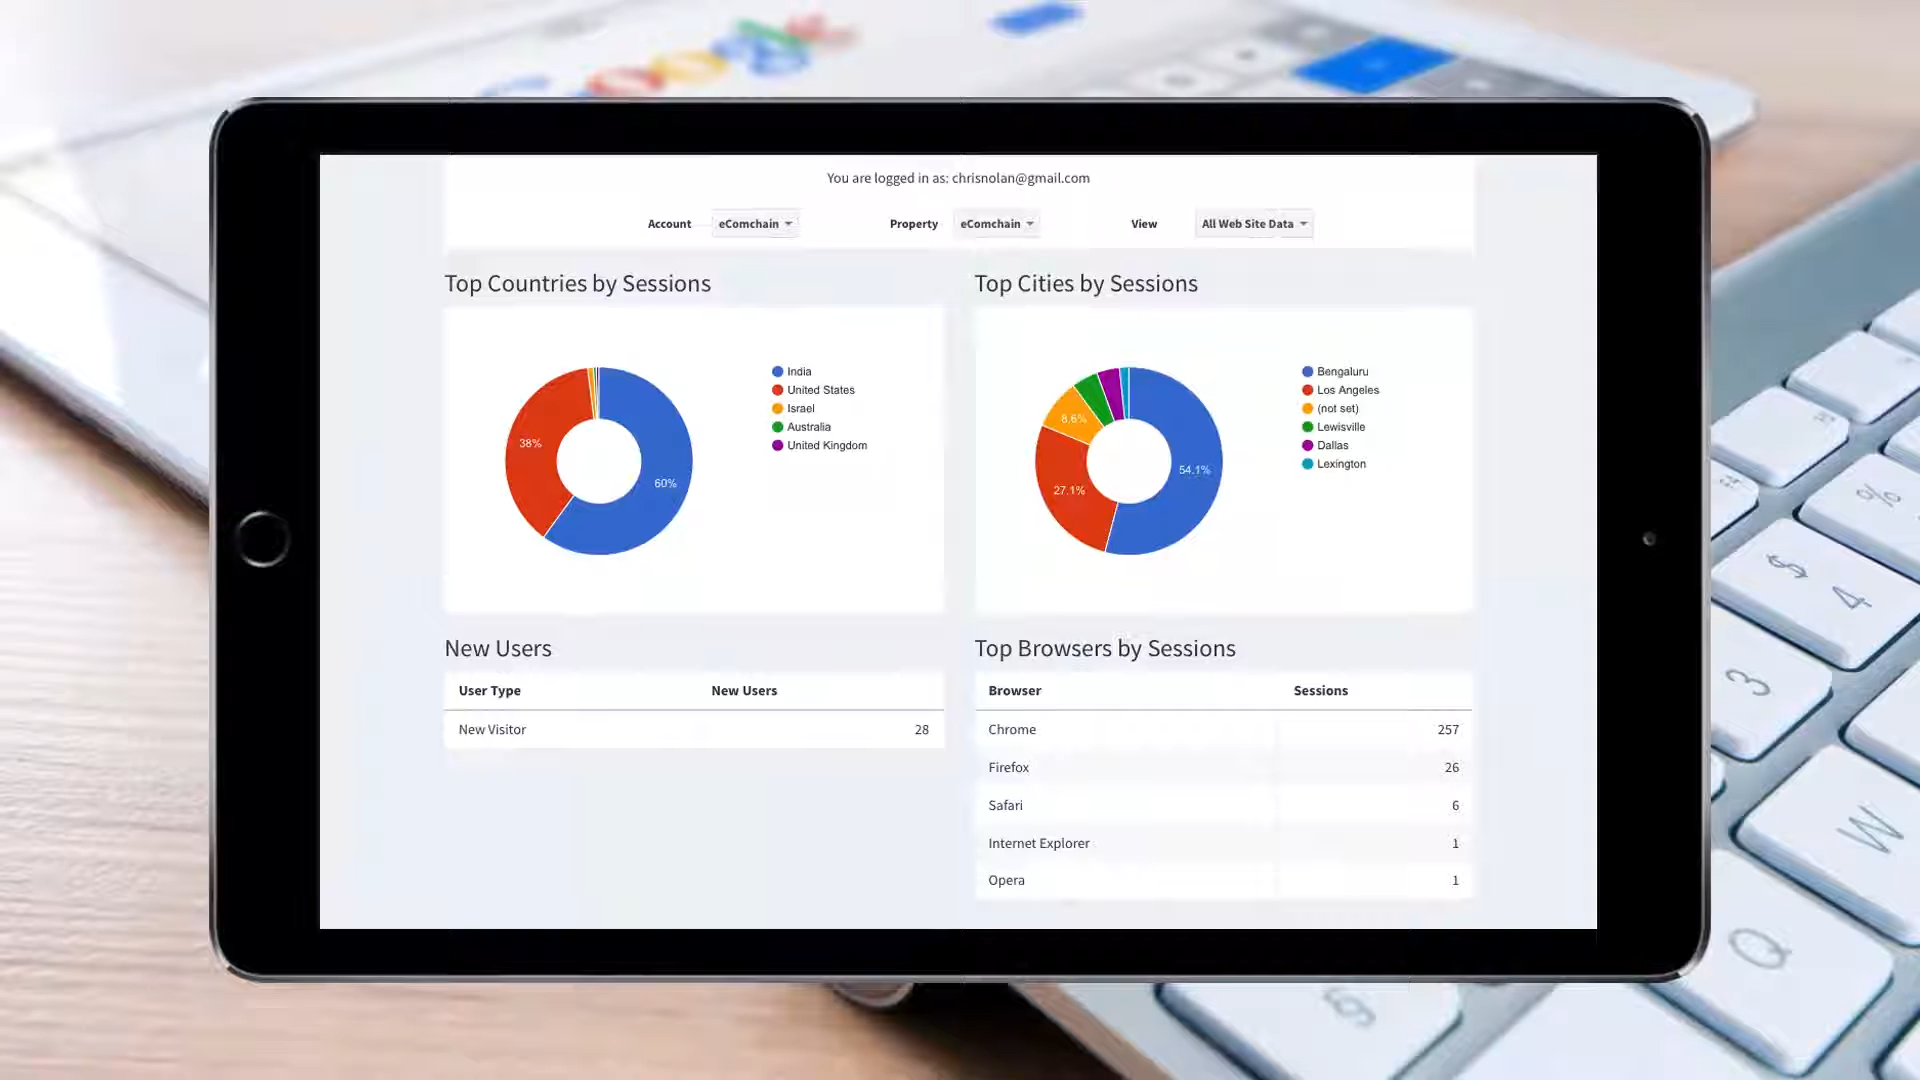 Google
You are logged in as: chrisnolan@gmail.com
Account eComchain Property eComchain View All Web Site Data
Top Countries by Sessions
38%
60%
India
United States
Israel
Australia
United Kingdom
Top Cities by Sessions
8.6%
54.1%
27.1%
Bengaluru
Los Angeles
(not set)
Lewisville
Dallas
Lexington
New Users
User Type New Users
New Visitor 28
Top Browsers by Sessions
Browser Sessions
Chrome 257
Firefox 26
Safari 6
Internet Explorer 1
Opera 1
%
$
4
3
W
Q
§